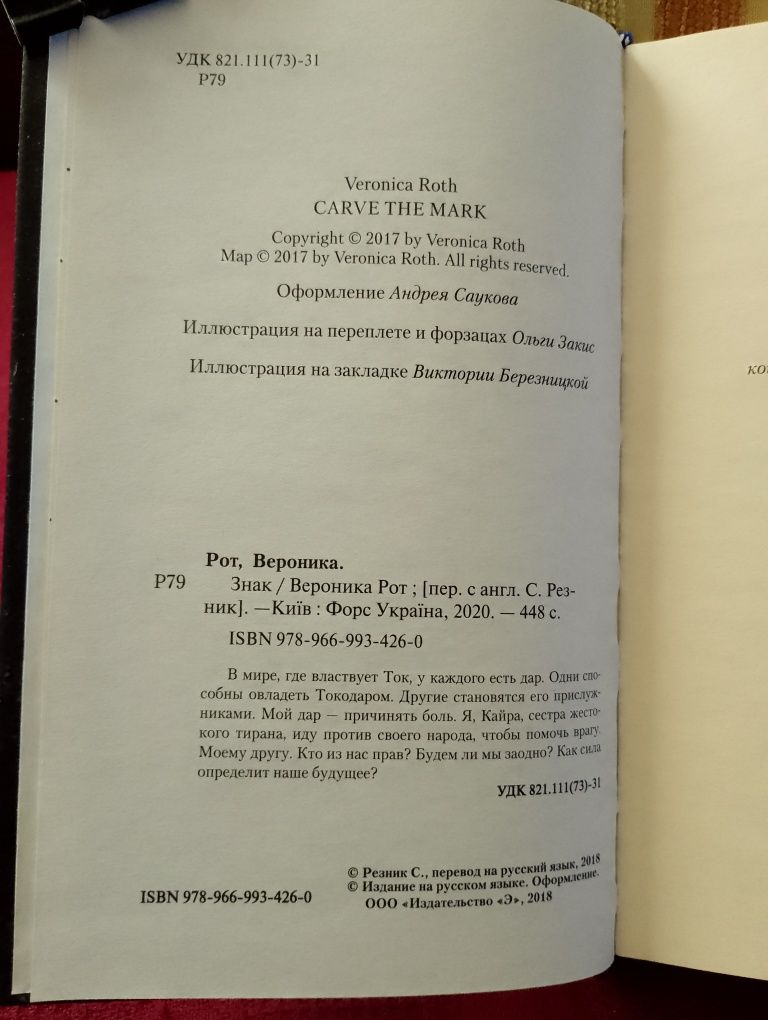 УДК 821.111(73)-31
Р79
Veronica Roth
CARVE THE MARK
Copyright © 2017 by Veronica Roth
Map © 2017 by Veronica Roth. All rights reserved.
Оформление Андрея Саукова
Иллюстрация на переплете и форзацах Ольги Закис
Иллюстрация на закладке Виктории Березницкой
Рот, Вероника.
Р79 Знак / Вероника Рот ; [пер. с англ. С. Рез-
ник]. —Київ : Форс Україна, 2020. — 448 с.
ISBN 978-966-993-426-0
В мире, где властвует Ток, у каждого есть дар. Одни спо-
собны овладеть Токодаром. Другие становятся его прислуж-
никами. Мой дар — причинять боль. Я, Кайра, сестра жесто-
кого тирана, иду против своего народа, чтобы помочь врагу.
Моему другу. Кто из нас прав? Будем ли мы заодно? Как сила
определит наше будущее?
УДК 821.111(73)-31
© Резник С., перевод на русский язык, 2018
© Издание на русском языке. Оформление.
ООО «Издательство «Э», 2018
ISBN 978-966-993-426-0